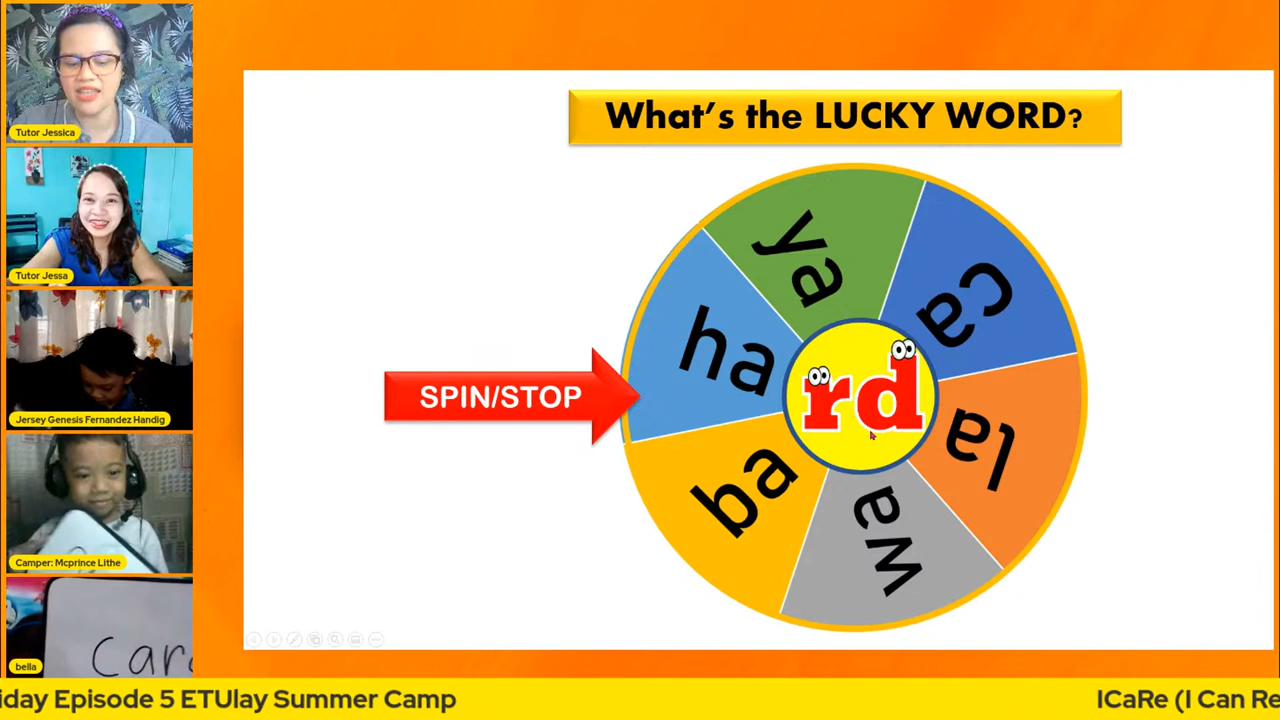 Tutor Jessica
Tutor Jessa
Jersey Genesis Fernandez Handig
Camper: Mcprince Lithe
bella
What's the LUCKY WORD?
SPIN/STOP
ya
ca
ha
rd
la
ba
wa
iday Episode 5 ETUlay Summer Camp
ICaRe (I Can Re